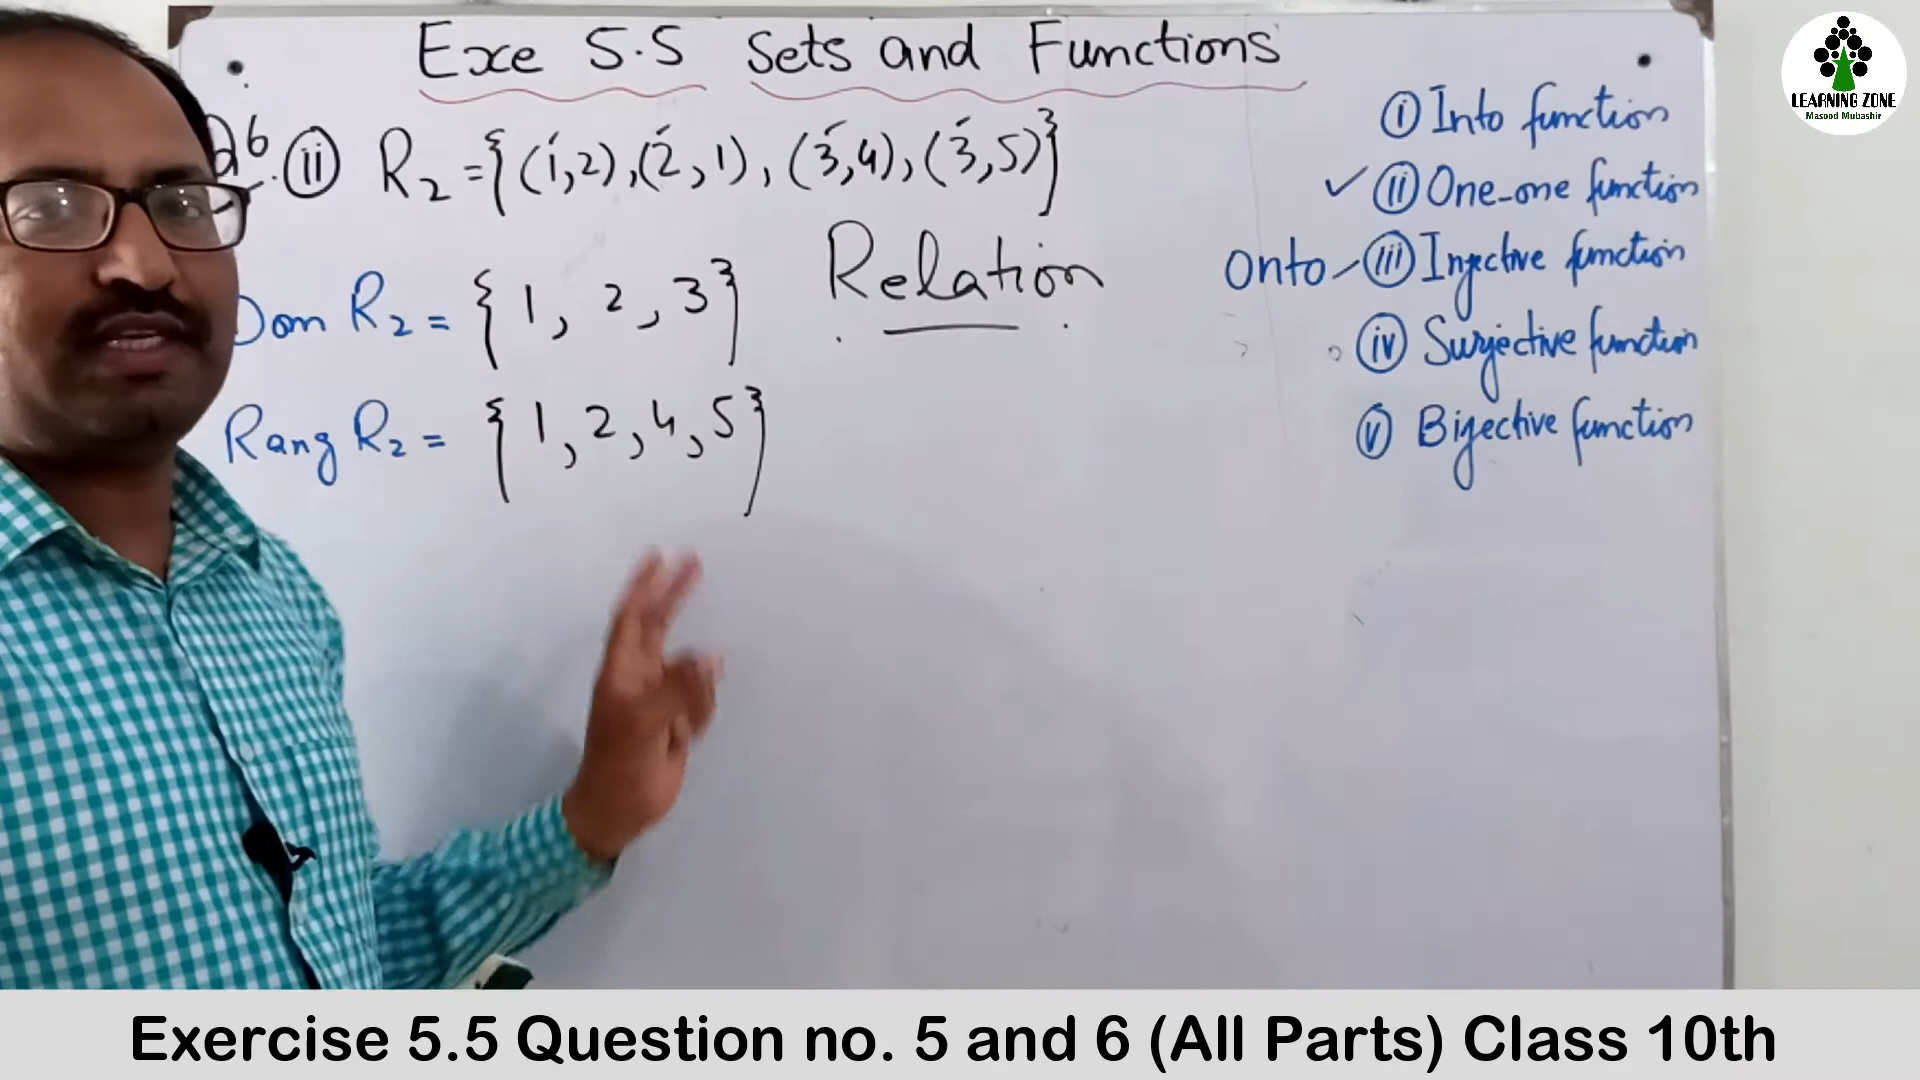 Exe 5.5 Sets and Functions
Q6. (ii) R₂ = {(1,2),(2,1),(3,4),(3,5)}
Relation
Dom R₂ = {1, 2, 3}
Rang R₂ = {1, 2, 4, 5}
(i) Into function
✓ (ii) One-one function
Onto - (iii) Injective function
(iv) Surjective function
(v) Bijective function
LEARNING ZONE
Masood Mubashir
Exercise 5.5 Question no. 5 and 6 (All Parts) Class 10th